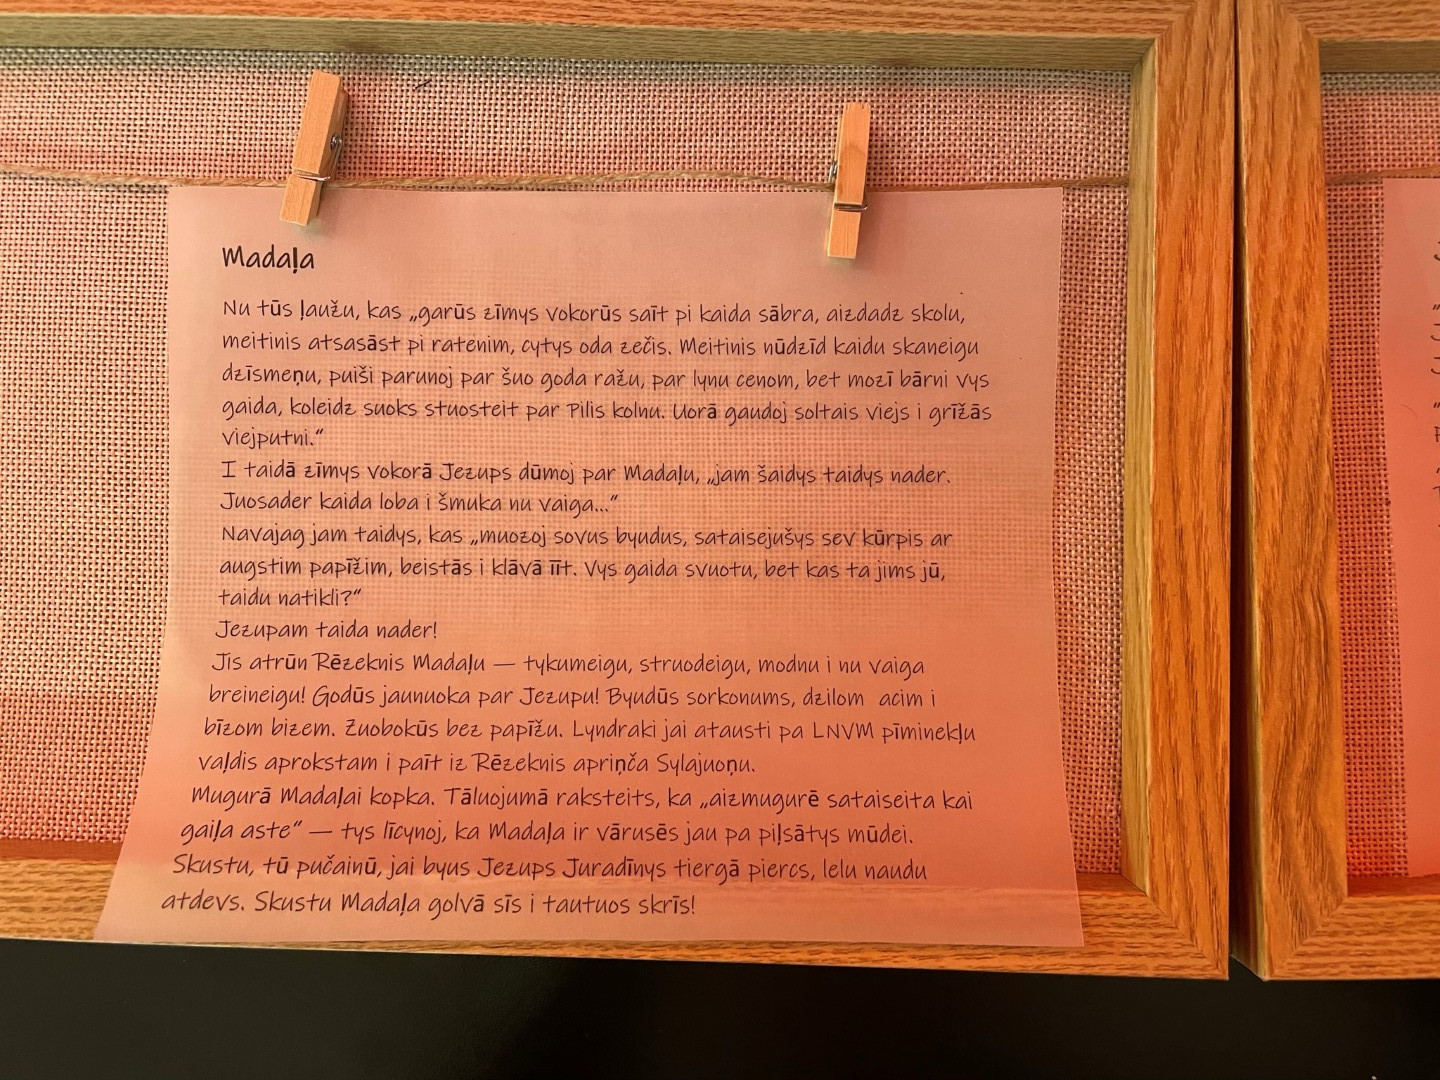 Madaļa
Nu tūs ļaužu, kas „garūs zīmys vokorūs saīt pi kaida sābra, aizdadz skolu,
meitinis atsasāst pi ratenim, cytys oda zečis. Meitinis nūdzīd kaidu skaneigu
dzīsmeņu, puiši parunoj par šuo goda ražu, par lynu cenom, bet mozī bārni vys
gaida, koleidz suoks stuosteit par Pilis kolnu. Uorā gaudoj soltais viejs i grīžās
viejputni.“
I taidā zīmys vokorā Jezups dūmoj par Madaļu, „jam šaidys taidys nader.
Juosader kaida loba i šmuka nu vaiga...“
Navajag jam taidys, kas „muozoj sovus byudus, sataisejušys sev kūrpis ar
augstim papīžim, beistās i klāvā īīt. Vys gaida svuotu, bet kas ta jims jū,
taidu natikli?“
Jezupam taida nader!
Jis atrūn Rēzeknis Madaļu — tykumeigu, struodeigu, modnu i nu vaiga
breineigu! Godūs jaunuoka par Jezupu! Byudūs sorkonums, dzilom acim i
bīzom bizem. Zuobokūs bez papīžu. Lyndraki jai atausti pa LNVM pīminekļu
vaļdis aprokstam i paīt iz Rēzeknis apriņča Sylajuoņu.
Mugurā Madaļai kopka. Tāluojumā raksteits, ka „aizmugurē sataiseita kai
gaiļa aste“ — tys līcynoj, ka Madaļa ir vārusēs jau pa piļsātys mūdei.
Skustu, tū pučainū, jai byus Jezups Juradīnys tiergā piercs, lelu naudu
atdevs. Skustu Madaļa golvā sīs i tautuos skrīs!